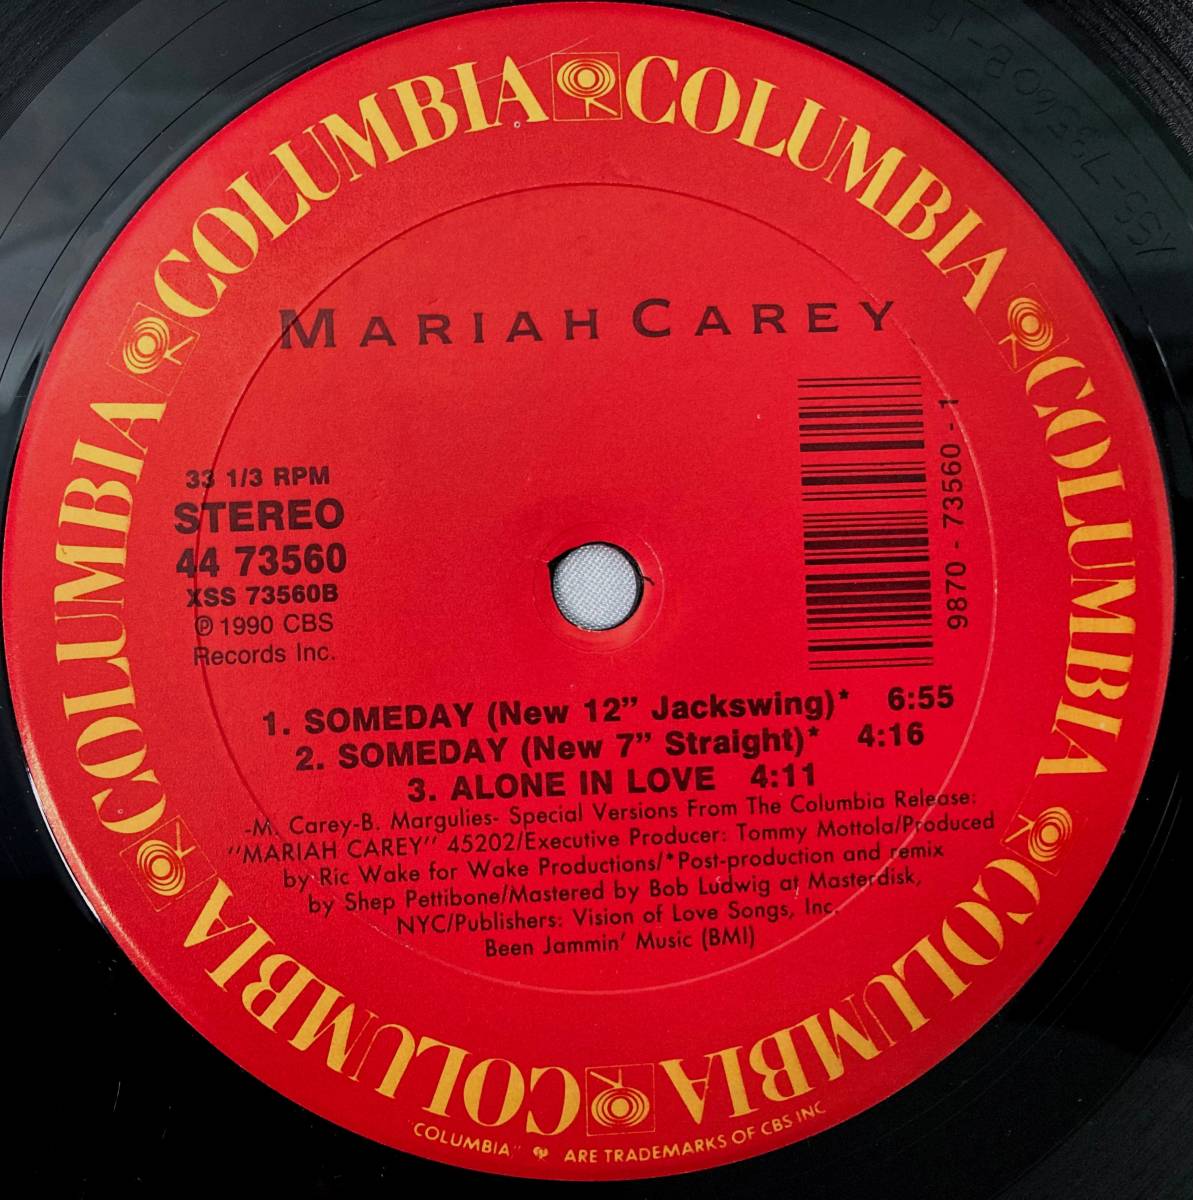 COLUMBIA COLUMBIA COLUMBIA COLUMBIA COLUMBIA COLUMBIA COLUMBIA COLUMBIA
MARIAH CAREY
33 1/3 RPM
STEREO
44 73560
XSS 73560B
℗ 1990 CBS
Records Inc.
9870 - 73560 - 1
1. SOMEDAY (New 12" Jackswing)* 6:55
2. SOMEDAY (New 7" Straight)* 4:16
3. ALONE IN LOVE 4:11
-M. Carey-B. Margulies- Special Versions From The Columbia Release:
"MARIAH CAREY" 45202/Executive Producer: Tommy Mottola/Produced
by Ric Wake for Wake Productions/*Post-production and remix
by Shep Pettibone/Mastered by Bob Ludwig at Masterdisk,
NYC/Publishers: Vision of Love Songs, Inc.
Been Jammin' Music (BMI)
"COLUMBIA" ARE TRADEMARKS OF CBS INC